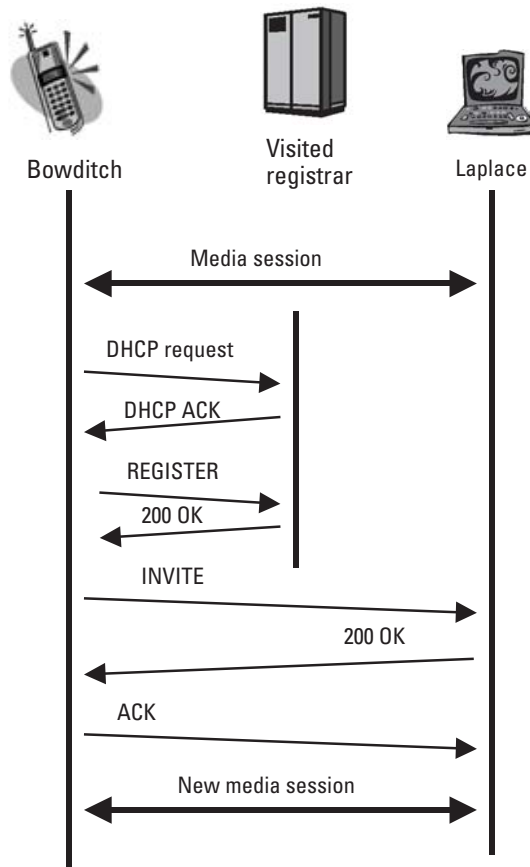 Bowditch
Visited
registrar
Laplace
Media session
DHCP request
DHCP ACK
REGISTER
200 OK
INVITE
200 OK
ACK
New media session